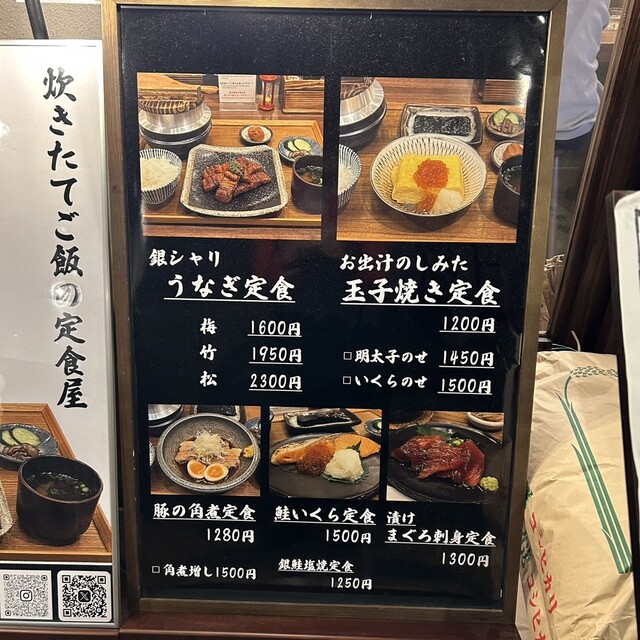 炊きたてご飯の定食屋
銀シャリ
うなぎ定食
梅 1600円
竹 1950円
松 2300円
お出汁のしみた
玉子焼き定食
1200円
□明太子のせ 1450円
□いくらのせ 1500円
豚の角煮定食
1280円
□角煮増し1500円
鮭いくら定食
1500円
銀鮭塩焼定食
1250円
漬け
まぐろ刺身定食
1300円
コシヒカリ